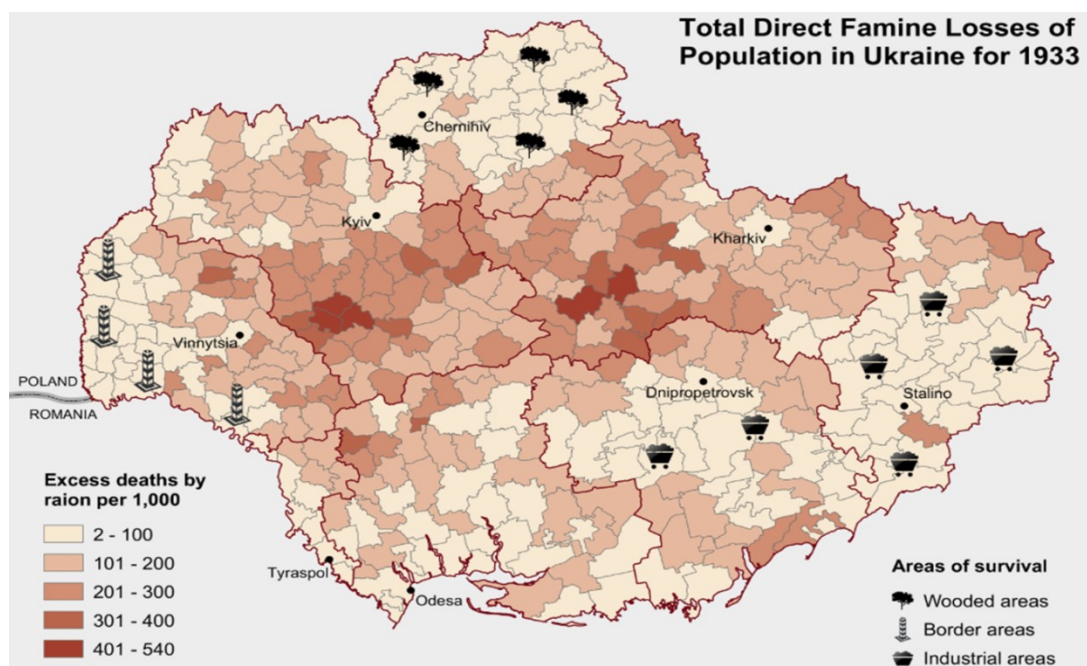 Total Direct Famine Losses of
Population in Ukraine for 1933
Chernihiv
Kyiv
Kharkiv
Vinnytsia
POLAND
ROMANIA
Dnipropetrovsk
Stalino
Excess deaths by
raion per 1,000
2 - 100
101 - 200
201 - 300
301 - 400
401 - 540
Tyraspol
Odesa
Areas of survival
Wooded areas
Border areas
Industrial areas